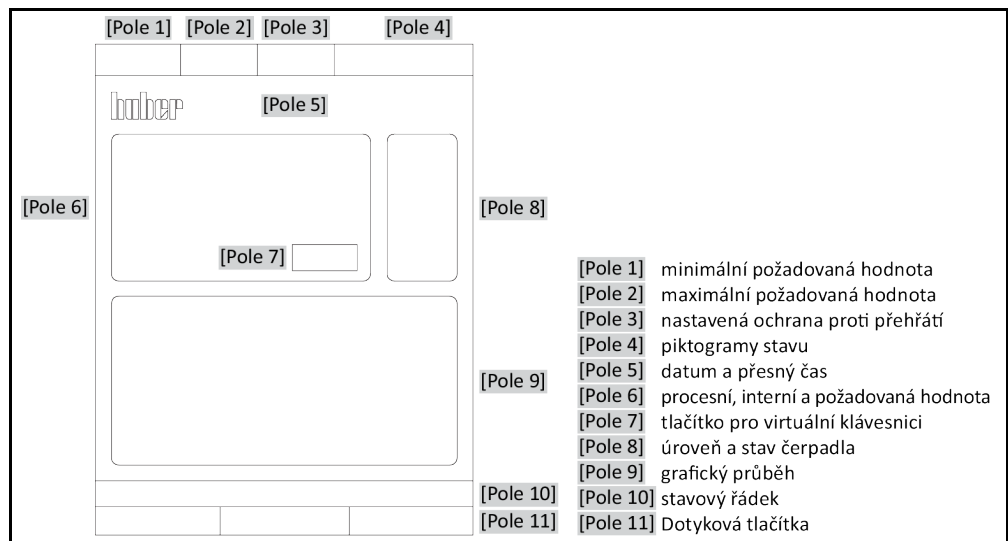 [Pole 1] [Pole 2] [Pole 3] [Pole 4]
huber
[Pole 5]
[Pole 6]
[Pole 8]
[Pole 7]
[Pole 9]
[Pole 10]
[Pole 11]
[Pole 1] minimální požadovaná hodnota
[Pole 2] maximální požadovaná hodnota
[Pole 3] nastavená ochrana proti přehřátí
[Pole 4] piktogramy stavu
[Pole 5] datum a přesný čas
[Pole 6] procesní, interní a požadovaná hodnota
[Pole 7] tlačítko pro virtuální klávesnici
[Pole 8] úroveň a stav čerpadla
[Pole 9] grafický průběh
[Pole 10] stavový řádek
[Pole 11] Dotyková tlačítka